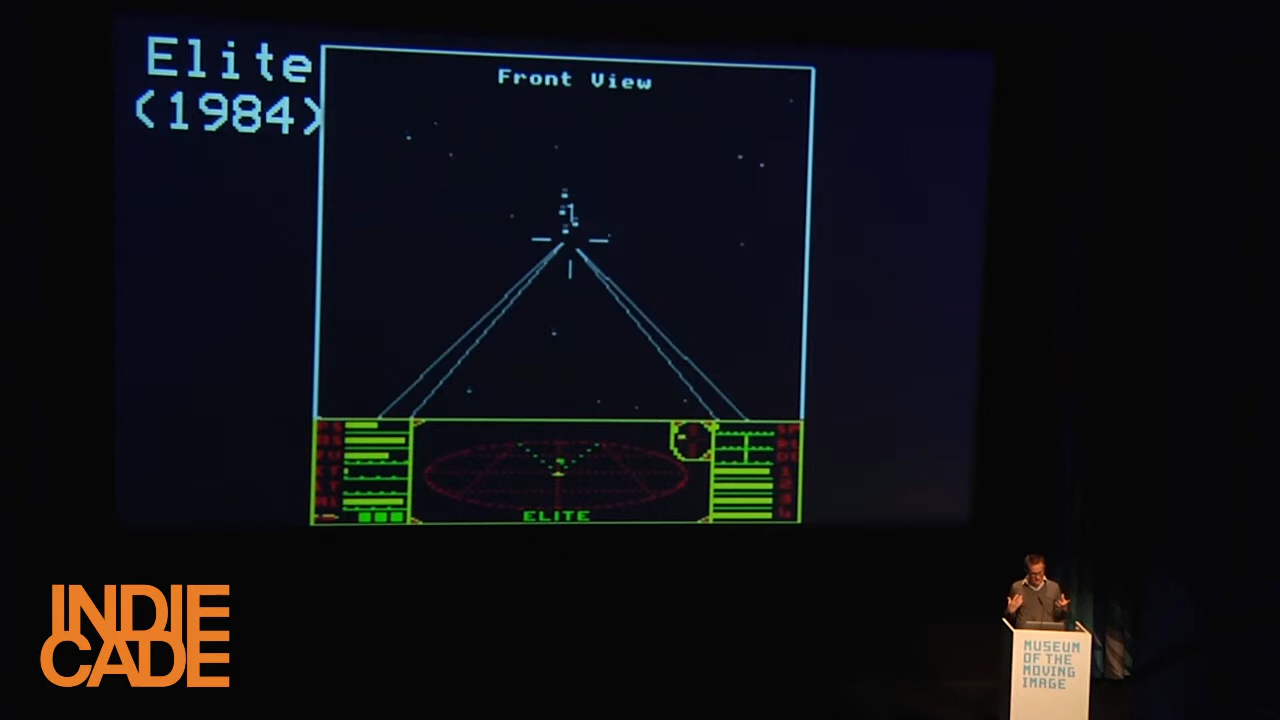 Elite
(1984)
Front View
ELITE
INDIE
CADE
MUSEUM
OF THE
MOVING
IMAGE